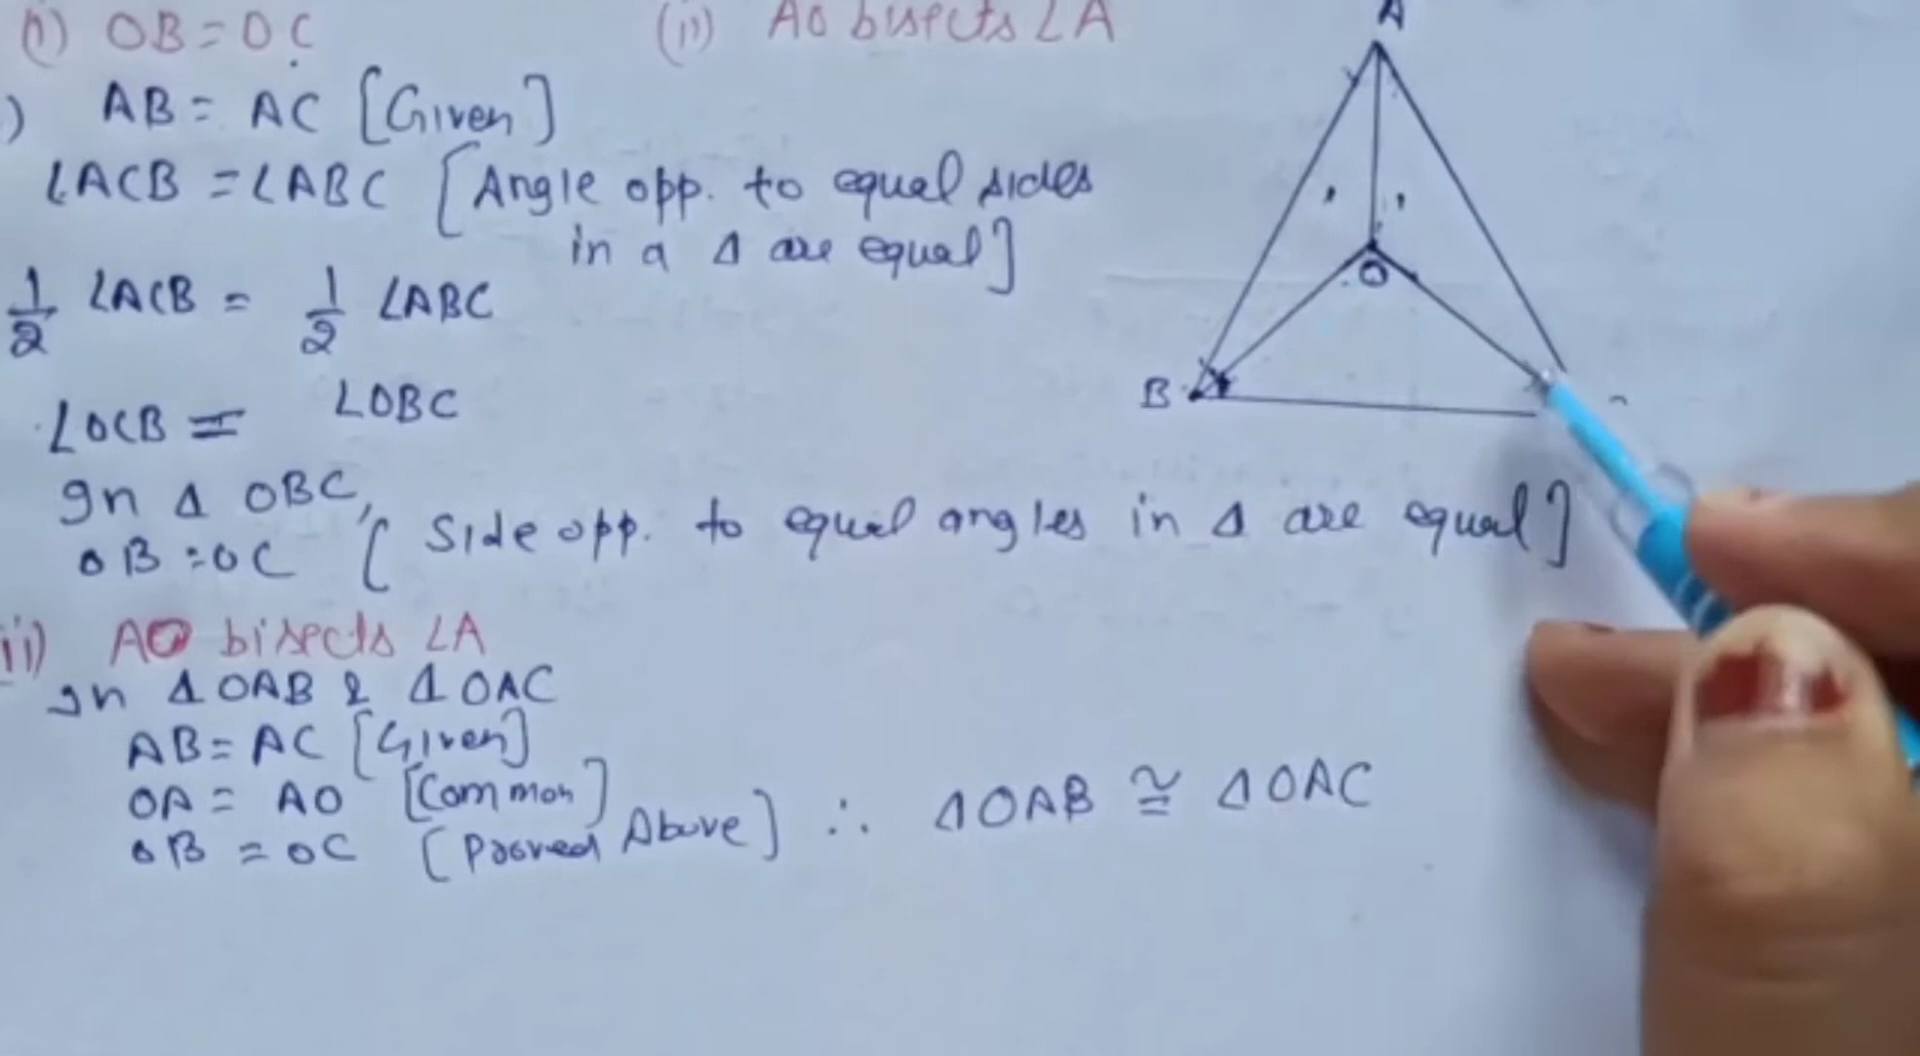 (i) OB = OC (ii) AO bisects ∠A
) AB = AC [Given]
∠ACB = ∠ABC [Angle opp. to equal sides
in a Δ are equal]
1/2 ∠ACB = 1/2 ∠ABC
∠OCB = ∠OBC
In Δ OBC,
OB = OC [Side opp. to equal angles in Δ are equal]
ii) AO bisects ∠A
In Δ OAB & Δ OAC
AB = AC [Given]
OA = AO [Common]
OB = OC [Proved Above] ∴ Δ OAB ≅ Δ OAC
A
O
B